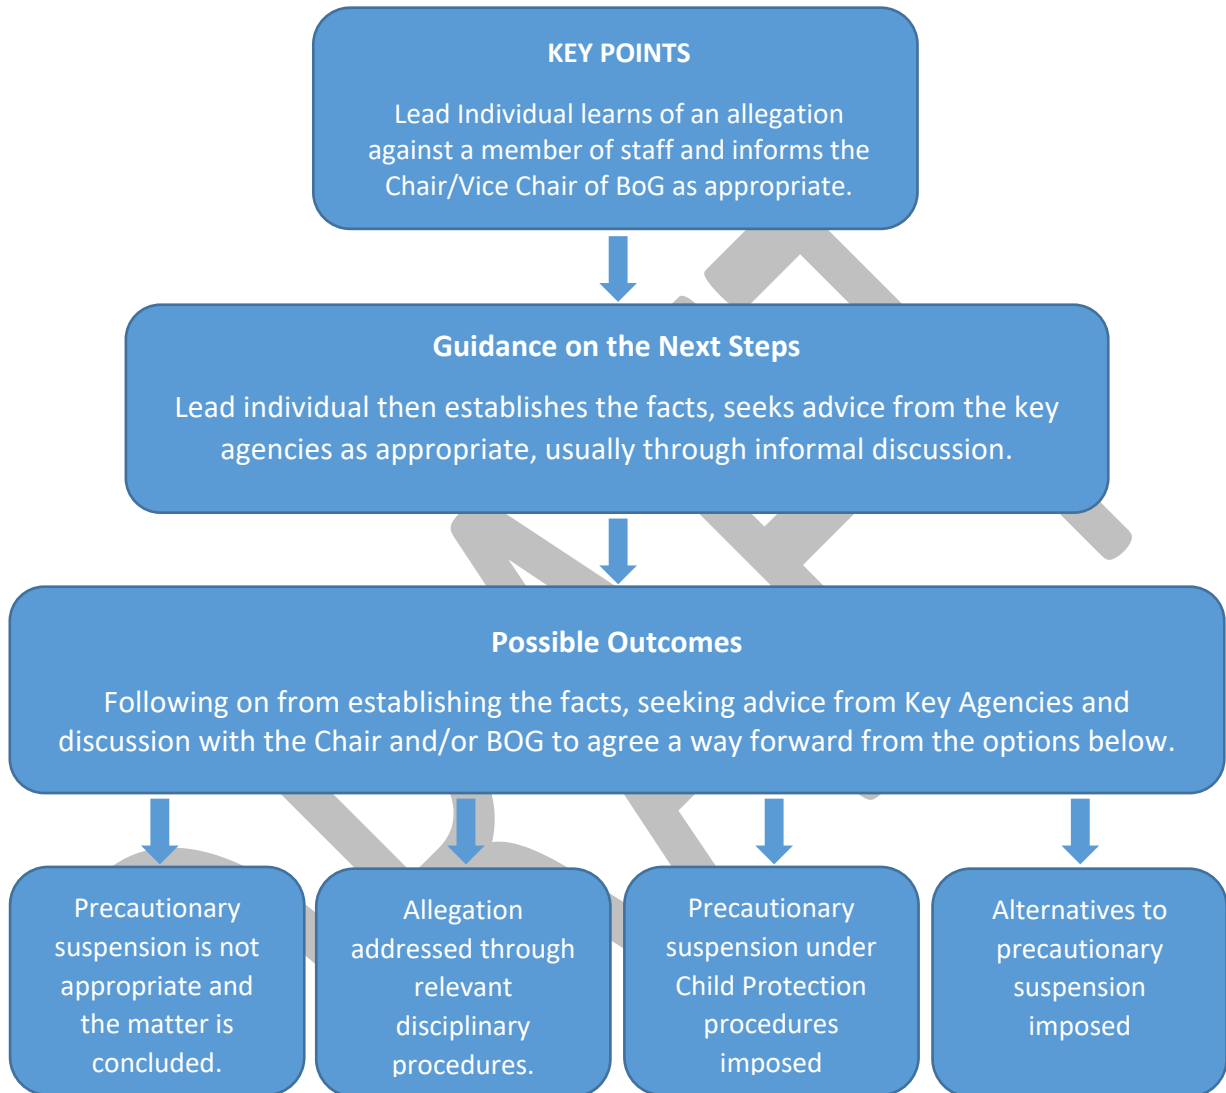 KEY POINTS
Lead Individual learns of an allegation
against a member of staff and informs the
Chair/Vice Chair of BoG as appropriate.
Guidance on the Next Steps
Lead individual then establishes the facts, seeks advice from the key
agencies as appropriate, usually through informal discussion.
Possible Outcomes
Following on from establishing the facts, seeking advice from Key Agencies and
discussion with the Chair and/or BOG to agree a way forward from the options below.
Precautionary
suspension is not
appropriate and
the matter is
concluded.
Allegation
addressed through
relevant
disciplinary
procedures.
Precautionary
suspension under
Child Protection
procedures
imposed
Alternatives to
precautionary
suspension
imposed